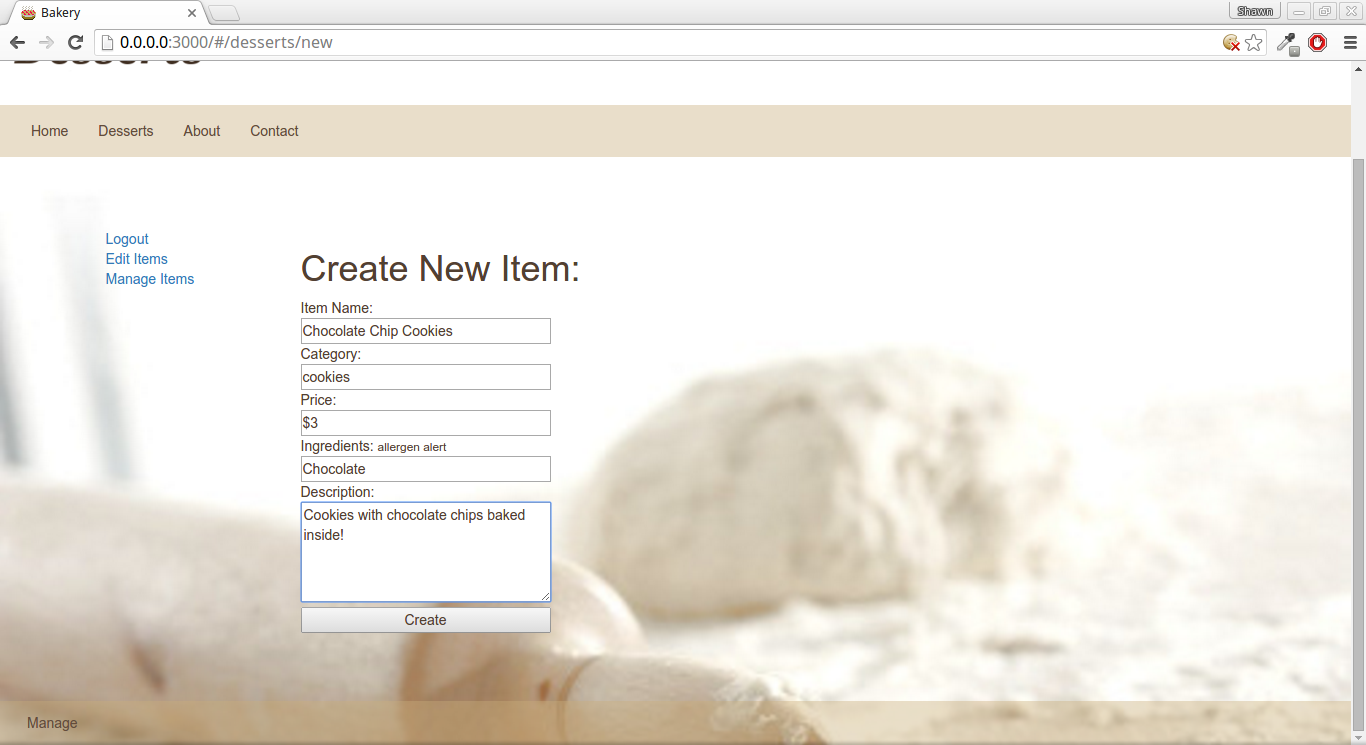 Bakery
Shawn
0.0.0.0:3000/#/desserts/new
Desserts
Home Desserts About Contact
Logout
Edit Items
Manage Items
Create New Item:
Item Name:
Chocolate Chip Cookies
Category:
cookies
Price:
$3
Ingredients: allergen alert
Chocolate
Description:
Cookies with chocolate chips baked
inside!
Create
Manage